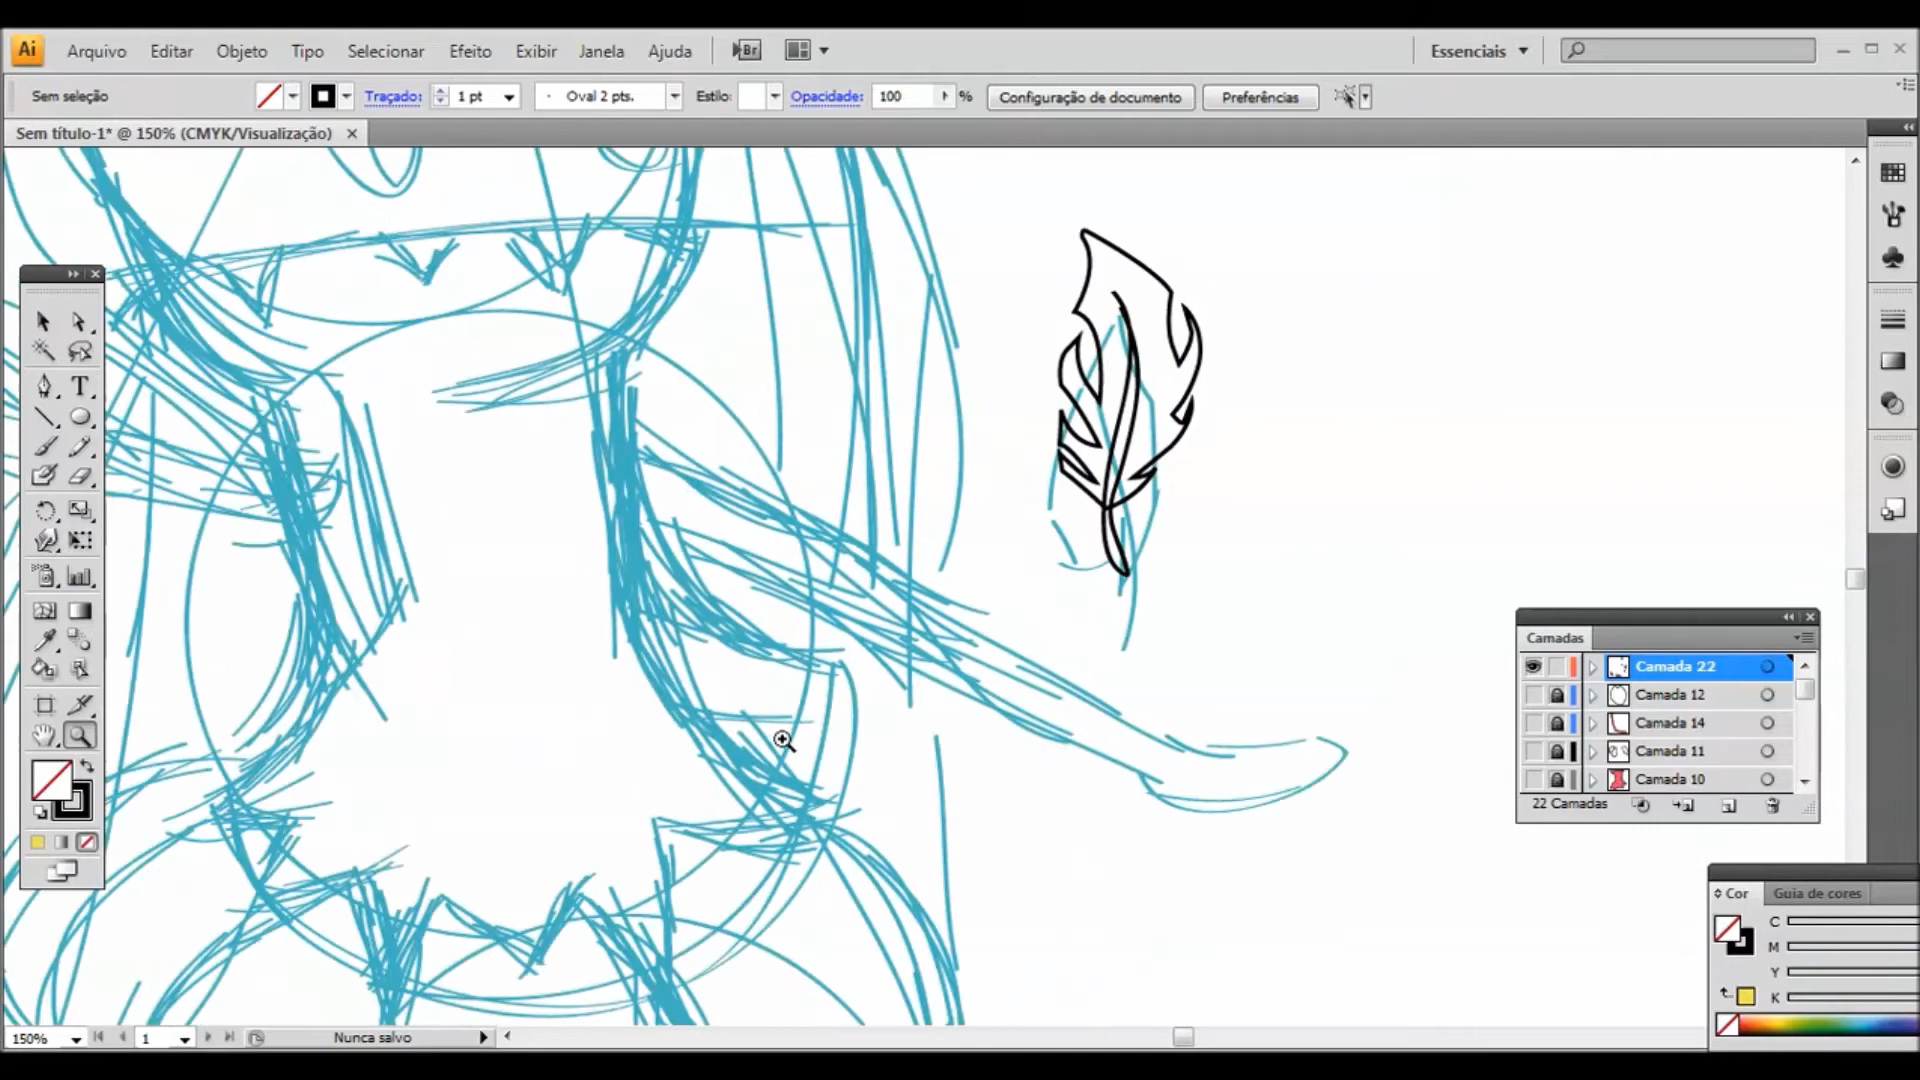 Ai Arquivo Editar Objeto Tipo Selecionar Efeito Exibir Janela Ajuda Br Essenciais
Sem seleção Traçado: 1 pt Oval 2 pts. Estilo: Opacidade: 100 % Configuração de documento Preferências
Sem título-1* @ 150% (CMYK/Visualização)
T
Camadas
Camada 22
Camada 12
Camada 14
Camada 11
Camada 10
22 Camadas
Cor Guia de cores
C
M
Y
K
150% 1 Nunca salvo